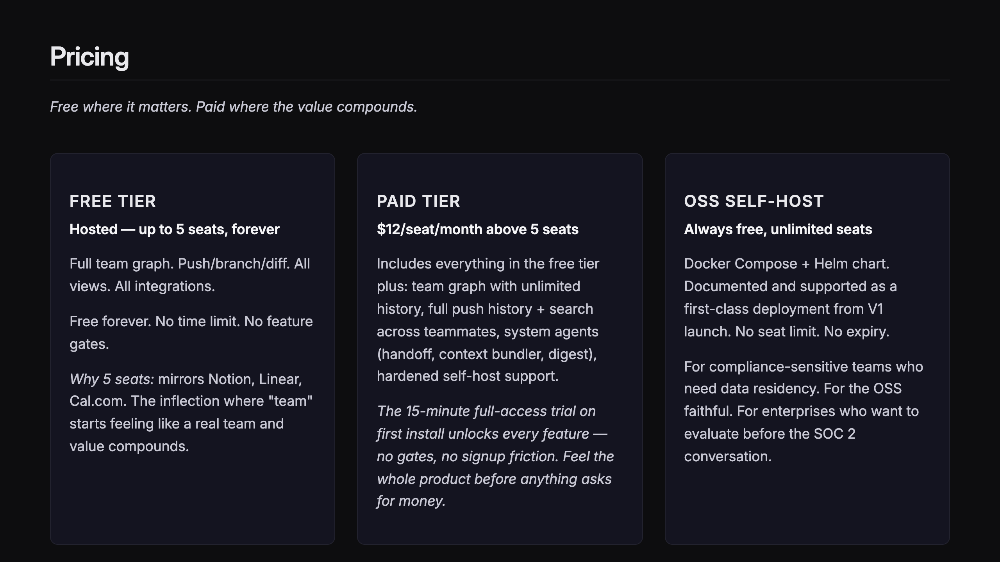 Pricing
Free where it matters. Paid where the value compounds.
FREE TIER
Hosted — up to 5 seats, forever
Full team graph. Push/branch/diff. All
views. All integrations.
Free forever. No time limit. No feature
gates.
Why 5 seats: mirrors Notion, Linear,
Cal.com. The inflection where "team"
starts feeling like a real team and
value compounds.
PAID TIER
$12/seat/month above 5 seats
Includes everything in the free tier
plus: team graph with unlimited
history, full push history + search
across teammates, system agents
(handoff, context bundler, digest),
hardened self-host support.
The 15-minute full-access trial on
first install unlocks every feature —
no gates, no signup friction. Feel the
whole product before anything asks
for money.
OSS SELF-HOST
Always free, unlimited seats
Docker Compose + Helm chart.
Documented and supported as a
first-class deployment from V1
launch. No seat limit. No expiry.
For compliance-sensitive teams who
need data residency. For the OSS
faithful. For enterprises who want to
evaluate before the SOC 2
conversation.